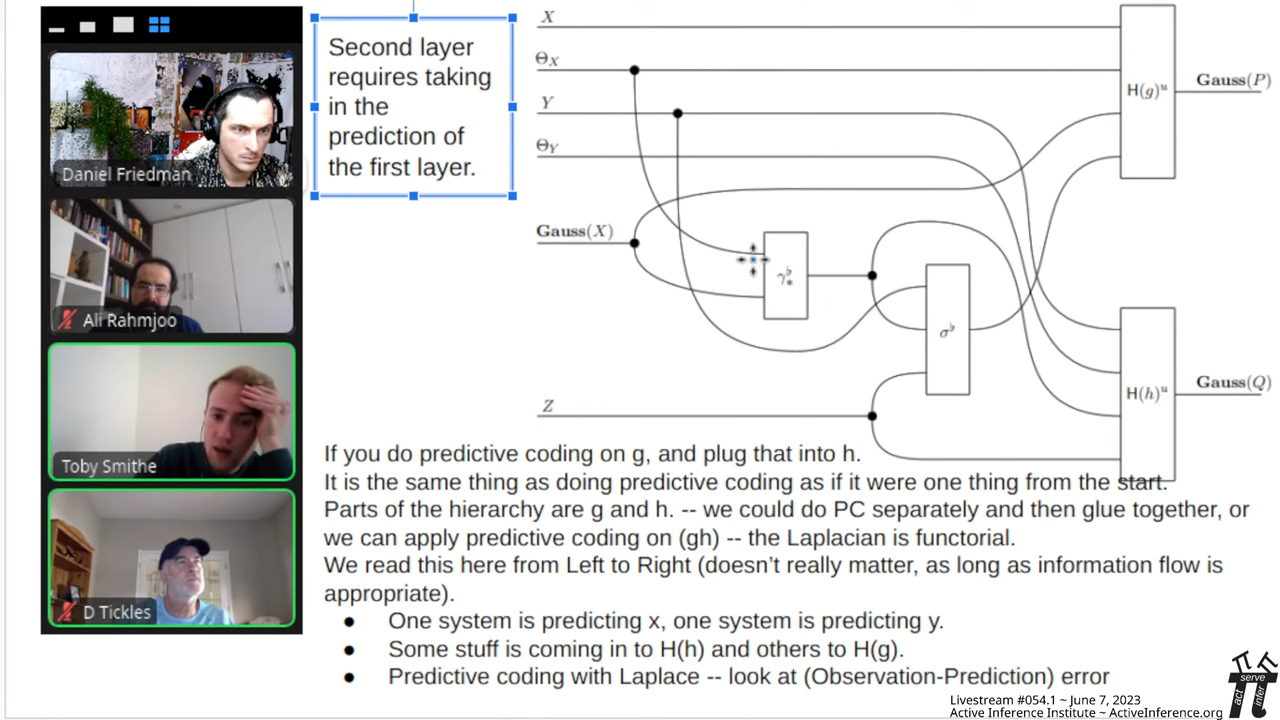 Second layer
requires taking
in the
prediction of
the first layer.
Daniel Friedman
Ali Rahmjoo
Toby Smithe
D Tickles
X
Θ_X
Y
Θ_Y
Gauss(X)
Z
γ^♭_*
σ^♭
H(g)^u
Gauss(P)
H(h)^u
Gauss(Q)
If you do predictive coding on g, and plug that into h.
It is the same thing as doing predictive coding as if it were one thing from the start.
Parts of the hierarchy are g and h. -- we could do PC separately and then glue together, or
we can apply predictive coding on (gh) -- the Laplacian is functorial.
We read this here from Left to Right (doesn't really matter, as long as information flow is
appropriate).
● One system is predicting x, one system is predicting y.
● Some stuff is coming in to H(h) and others to H(g).
● Predictive coding with Laplace -- look at (Observation-Prediction) error
Livestream #054.1 ~ June 7, 2023
Active Inference Institute ~ ActiveInference.org
act
serve
infer